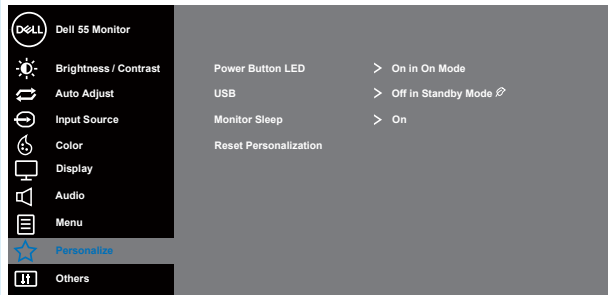 DELL Dell 55 Monitor
Brightness / Contrast Power Button LED > On in On Mode
Auto Adjust USB > Off in Standby Mode
Input Source Monitor Sleep > On
Color Reset Personalization
Display
Audio
Menu
Personalize
Others